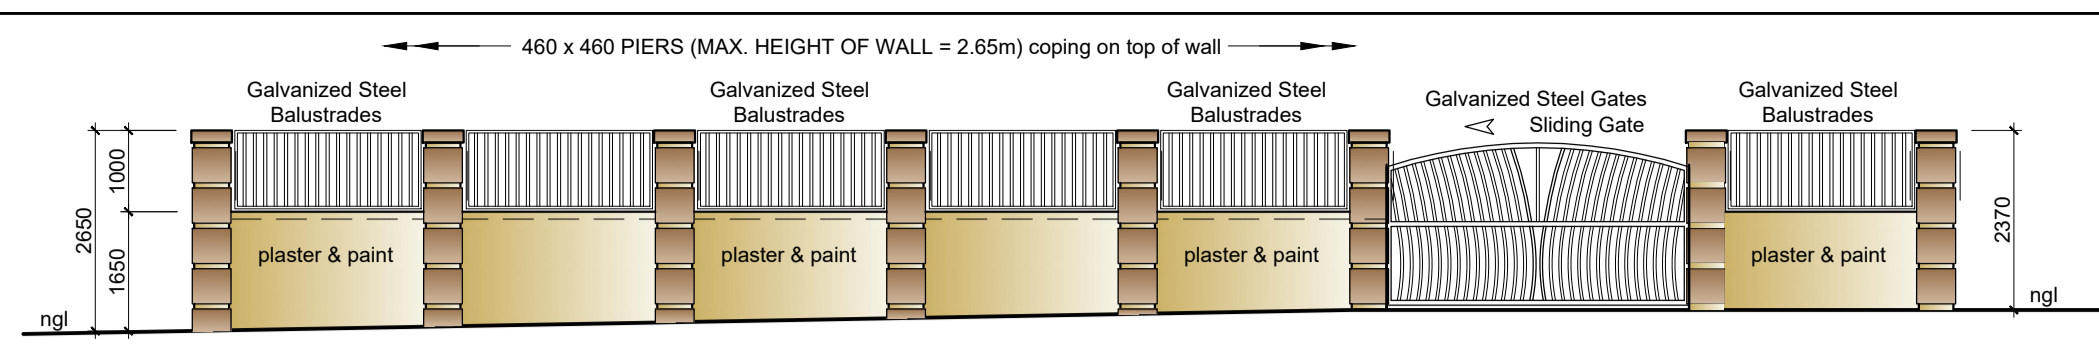 460 x 460 PIERS (MAX. HEIGHT OF WALL = 2.65m) coping on top of wall
Galvanized Steel
Balustrades
Galvanized Steel
Balustrades
Galvanized Steel
Balustrades
Galvanized Steel Gates
Sliding Gate
Galvanized Steel
Balustrades
2650
1000
1650
2370
plaster & paint
plaster & paint
plaster & paint
plaster & paint
ngl
ngl